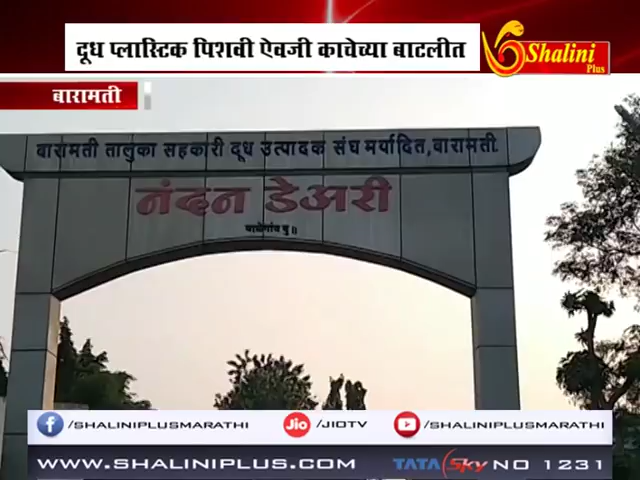 दूध प्लास्टिक पिशवी ऐवजी काचेच्या बाटलीत
Shalini
Plus
बारामती
बारामती तालुका सहकारी दूध उत्पादक संघ मर्यादित, बारामती.
नंदन डेअरी
/SHALINIPLUSMARATHI
Jio
/JIOTV
/SHALINIPLUSMARATHI
WWW.SHALINIPLUS.COM
TATA Sky NO 1231